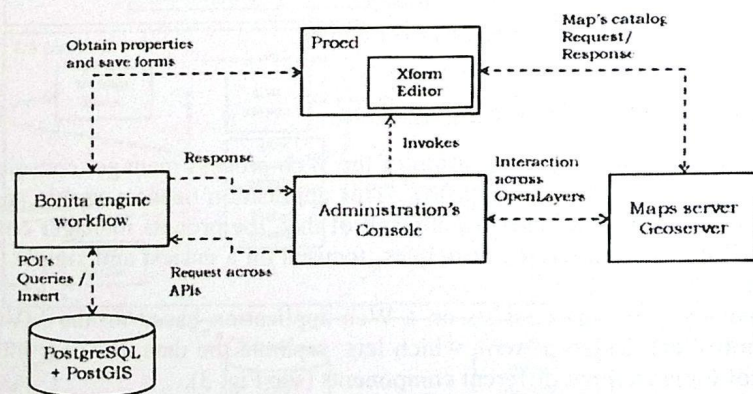 Map's catalog
Request/
Response
Obtain properties
and save forms
Proed
Xform
Editor
Invokes
Response
Interaction
across
OpenLayers
Bonita engine
workflow
Administration's
Console
Maps server
Geoserver
POI's
Queries /
Insert
Request across
APIs
PostgreSQL
+ PostGIS